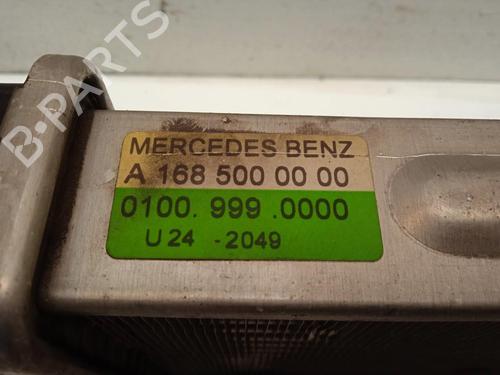 B-PARTS
MERCEDES BENZ
A 168 500 00 00
0100. 999 .0000
U 24 - 2049